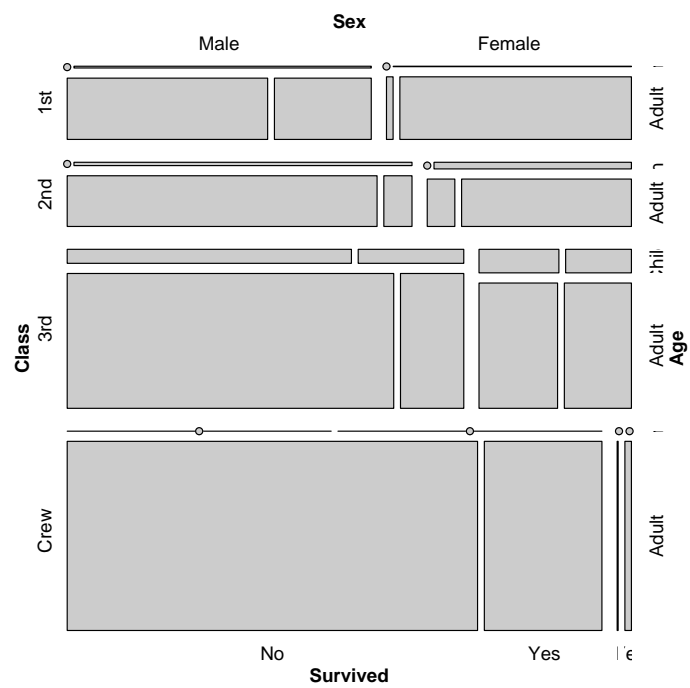 Sex
Male Female
1st
Adult
2nd
Adult
3rd
Adult
Class
Age
Crew
Adult
No Yes
Survived